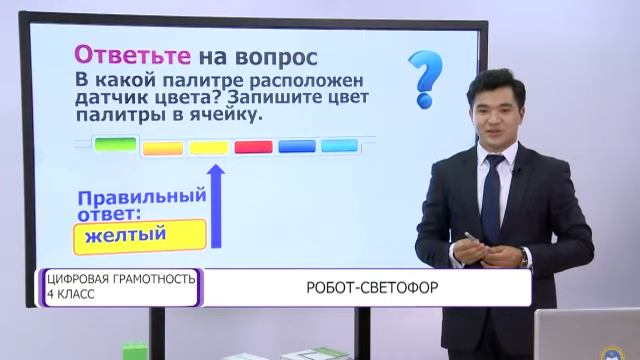 Ответьте на вопрос
В какой палитре расположен
датчик цвета? Запишите цвет
палитры в ячейку.
Правильный
ответ:
желтый
ЦИФРОВАЯ ГРАМОТНОСТЬ
4 КЛАСС
РОБОТ-СВЕТОФОР